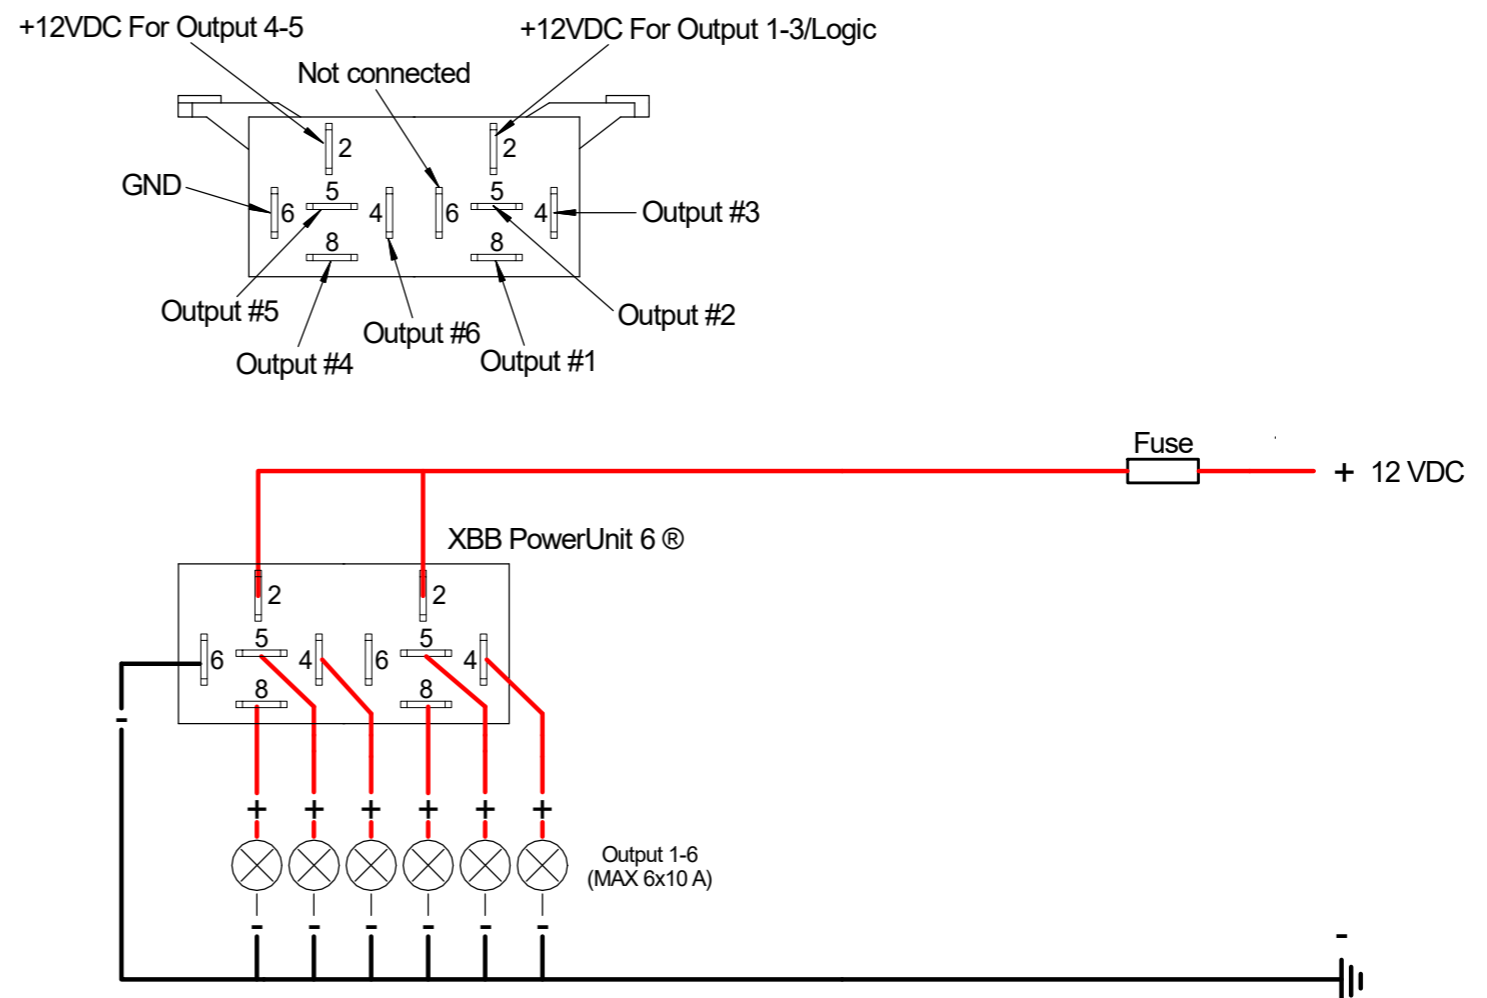 +12VDC For Output 4-5
+12VDC For Output 1-3/Logic
Not connected
2
2
GND
6
5
4
6
5
4
Output #3
8
8
Output #5
Output #2
Output #6
Output #4
Output #1
Fuse
+ 12 VDC
XBB PowerUnit 6 ®
2
2
6
5
4
6
5
4
8
8
-
+ + + + + +
Output 1-6
(MAX 6x10 A)
- - - - - -
-